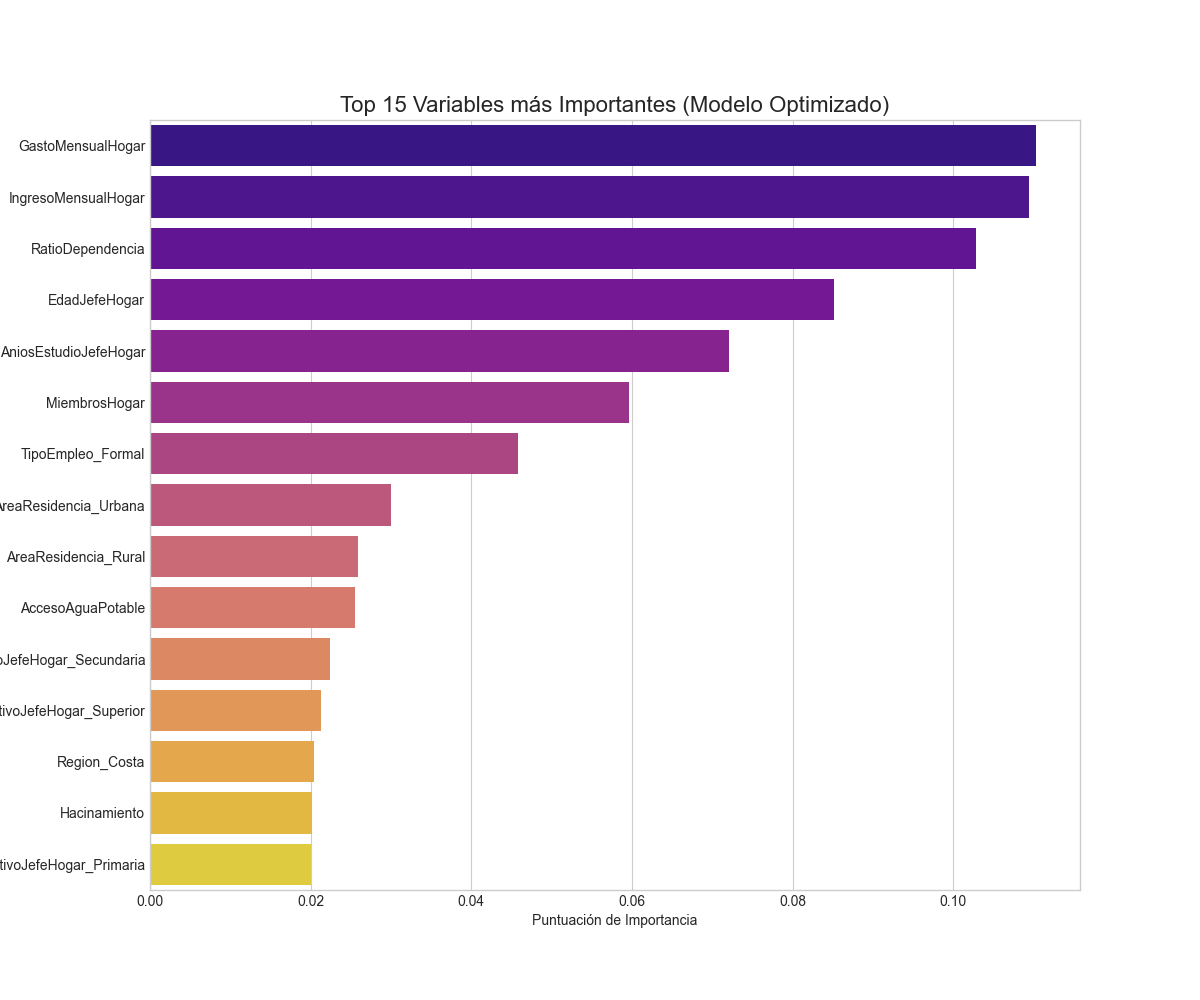 Top 15 Variables más Importantes (Modelo Optimizado)
GastoMensualHogar
IngresoMensualHogar
RatioDependencia
EdadJefeHogar
AniosEstudioJefeHogar
MiembrosHogar
TipoEmpleo_Formal
AreaResidencia_Urbana
AreaResidencia_Rural
AccesoAguaPotable
oJefeHogar_Secundaria
tivoJefeHogar_Superior
Region_Costa
Hacinamiento
tivoJefeHogar_Primaria
0.00 0.02 0.04 0.06 0.08 0.10
Puntuación de Importancia